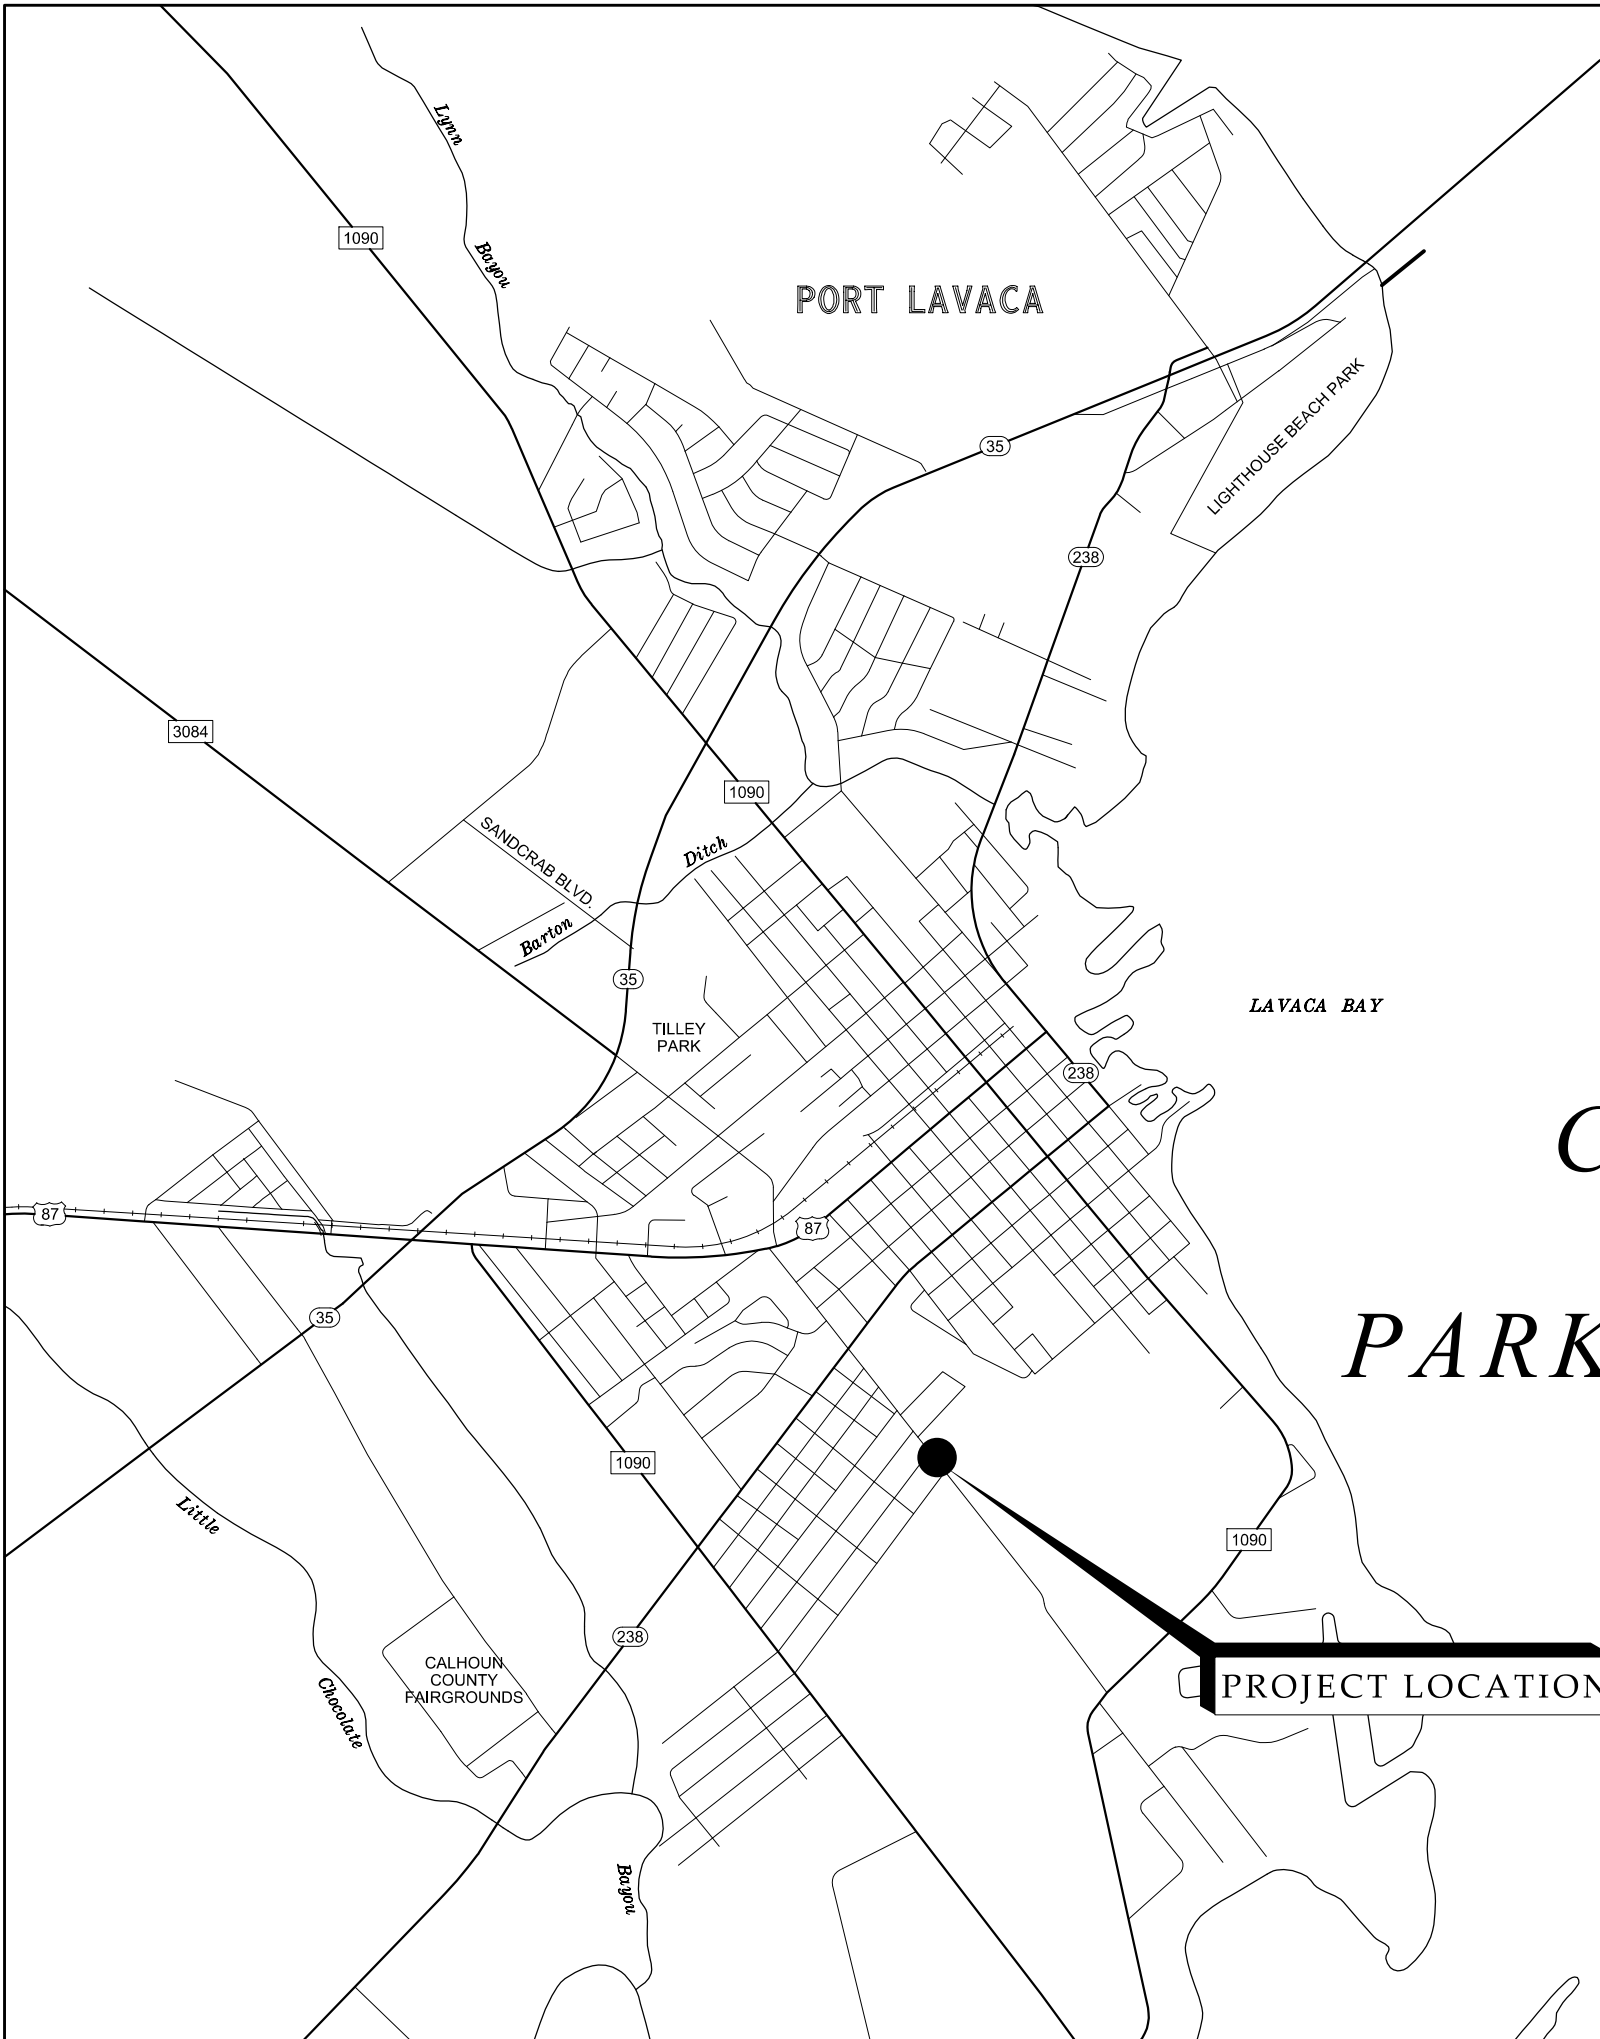 Lynn
1090
Bayou
PORT LAVACA
LIGHTHOUSE BEACH PARK
35
238
3084
1090
SANDCRAB BLVD.
Ditch
Barton
35
LAVACA BAY
TILLEY
PARK
238
C
87
87
35
PARK
1090
Little
1090
238
CALHOUN
COUNTY
FAIRGROUNDS
PROJECT LOCATION
Chocolate
Bayou